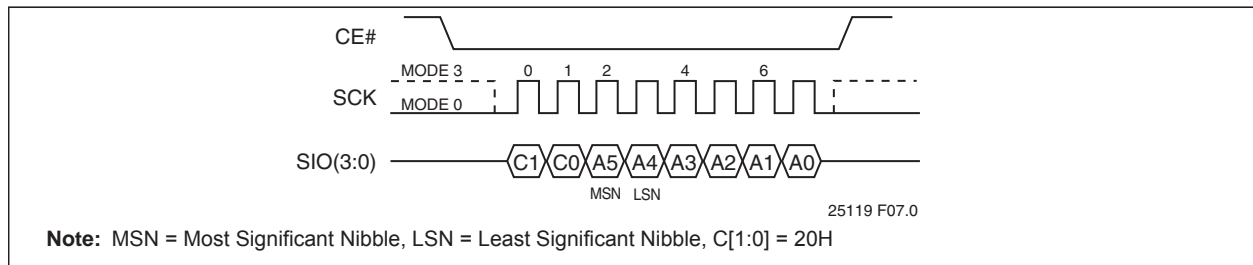 CE#
MODE 3 0 1 2 4 6
SCK
MODE 0
SIO(3:0) C1 C0 A5 A4 A3 A2 A1 A0
MSN LSN
25119 F07.0
Note: MSN = Most Significant Nibble, LSN = Least Significant Nibble, C[1:0] = 20H